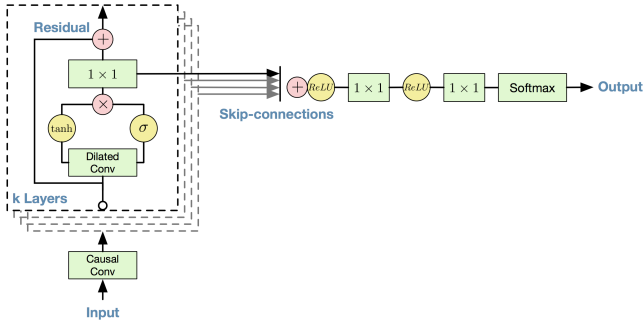 Residual
+
1 × 1
×
tanh
σ
Dilated
Conv
k Layers
Causal
Conv
Input
Skip-connections
+
ReLU
1 × 1
ReLU
1 × 1
Softmax
Output